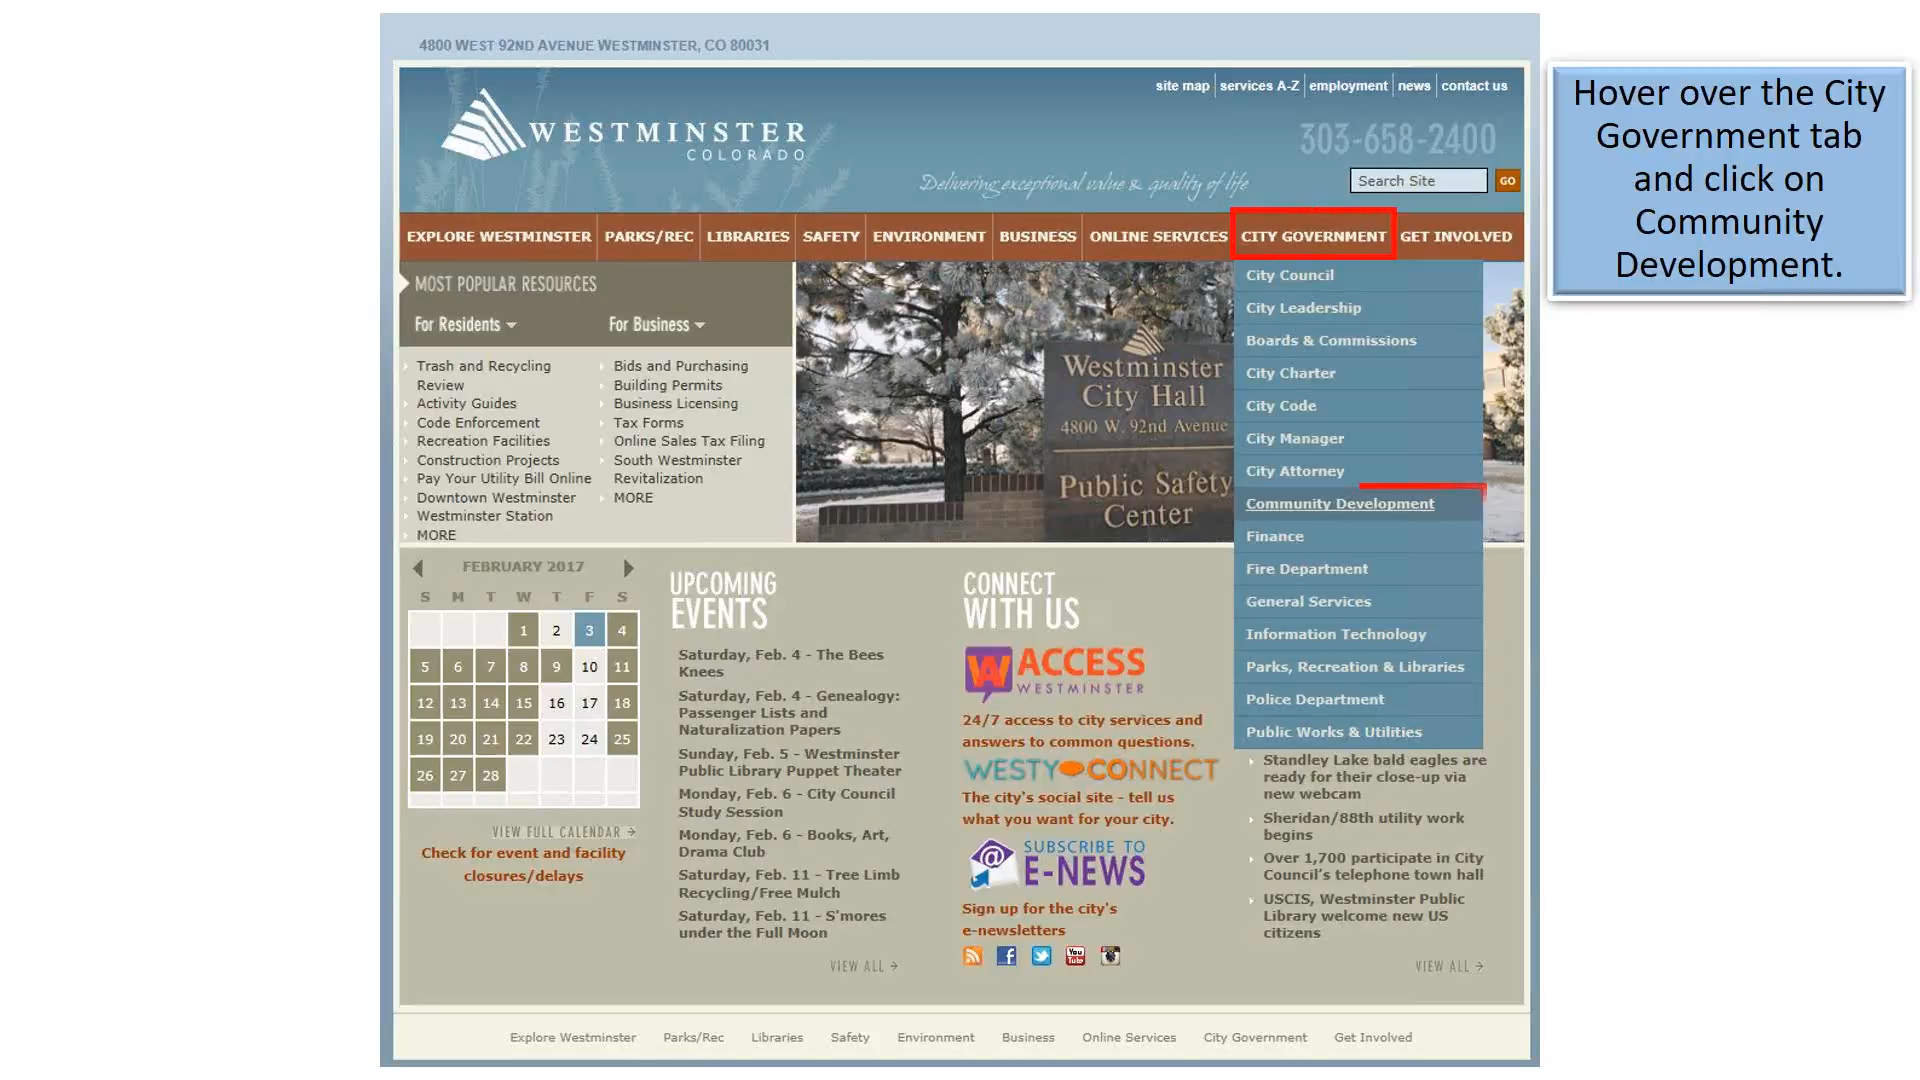 4800 WEST 92ND AVENUE WESTMINSTER, CO 80031
site map
services A-Z
employment
news
contact us
WESTMINSTER
COLORADO
303-658-2400
Delivering exceptional value & quality of life
Search Site
GO
EXPLORE WESTMINSTER
PARKS/REC
LIBRARIES
SAFETY
ENVIRONMENT
BUSINESS
ONLINE SERVICES
CITY GOVERNMENT
GET INVOLVED
Hover over the City
Government tab
and click on
Community
Development.
MOST POPULAR RESOURCES
For Residents
Trash and Recycling
Review
Activity Guides
Code Enforcement
Recreation Facilities
Construction Projects
Pay Your Utility Bill Online
Downtown Westminster
Westminster Station
MORE
For Business
Bids and Purchasing
Building Permits
Business Licensing
Tax Forms
Online Sales Tax Filing
South Westminster
Revitalization
MORE
Westminster
City Hall
4800 W. 92nd Avenue
Public Safety
Center
City Council
City Leadership
Boards & Commissions
City Charter
City Code
City Manager
City Attorney
Community Development
Finance
Fire Department
General Services
Information Technology
Parks, Recreation & Libraries
Police Department
Public Works & Utilities
FEBRUARY 2017
S M T W T F S
1 2 3 4
5 6 7 8 9 10 11
12 13 14 15 16 17 18
19 20 21 22 23 24 25
26 27 28
VIEW FULL CALENDAR
Check for event and facility
closures/delays
UPCOMING
EVENTS
Saturday, Feb. 4 - The Bees
Knees
Saturday, Feb. 4 - Genealogy:
Passenger Lists and
Naturalization Papers
Sunday, Feb. 5 - Westminster
Public Library Puppet Theater
Monday, Feb. 6 - City Council
Study Session
Monday, Feb. 6 - Books, Art,
Drama Club
Saturday, Feb. 11 - Tree Limb
Recycling/Free Mulch
Saturday, Feb. 11 - S'mores
under the Full Moon
VIEW ALL
CONNECT
WITH US
W ACCESS
WESTMINSTER
24/7 access to city services and
answers to common questions.
WESTY CONNECT
The city's social site - tell us
what you want for your city.
@ SUBSCRIBE TO
E-NEWS
Sign up for the city's
e-newsletters
You
Tube
Standley Lake bald eagles are
ready for their close-up via
new webcam
Sheridan/88th utility work
begins
Over 1,700 participate in City
Council's telephone town hall
USCIS, Westminster Public
Library welcome new US
citizens
VIEW ALL
Explore Westminster
Parks/Rec
Libraries
Safety
Environment
Business
Online Services
City Government
Get Involved